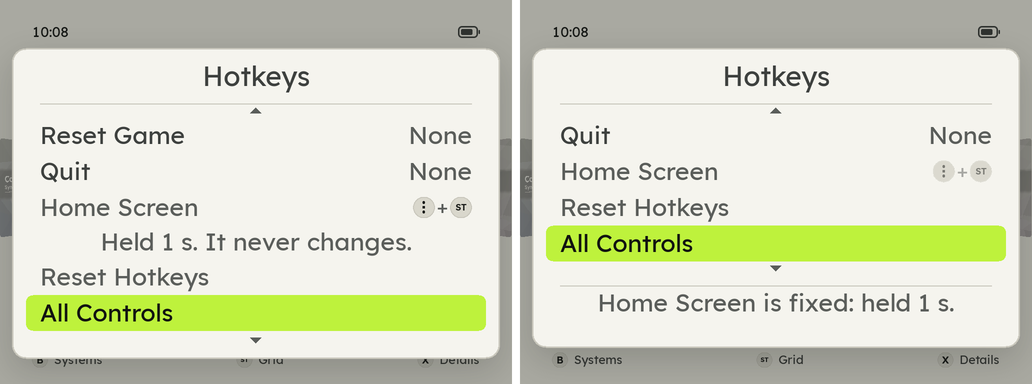 10:08
Hotkeys
Reset Game None
Quit None
Home Screen ⋮ + ST
Held 1 s. It never changes.
Reset Hotkeys
All Controls
B Systems ST Grid X Details
10:08
Hotkeys
Quit None
Home Screen ⋮ + ST
Reset Hotkeys
All Controls
Home Screen is fixed: held 1 s.
B Systems ST Grid X Details